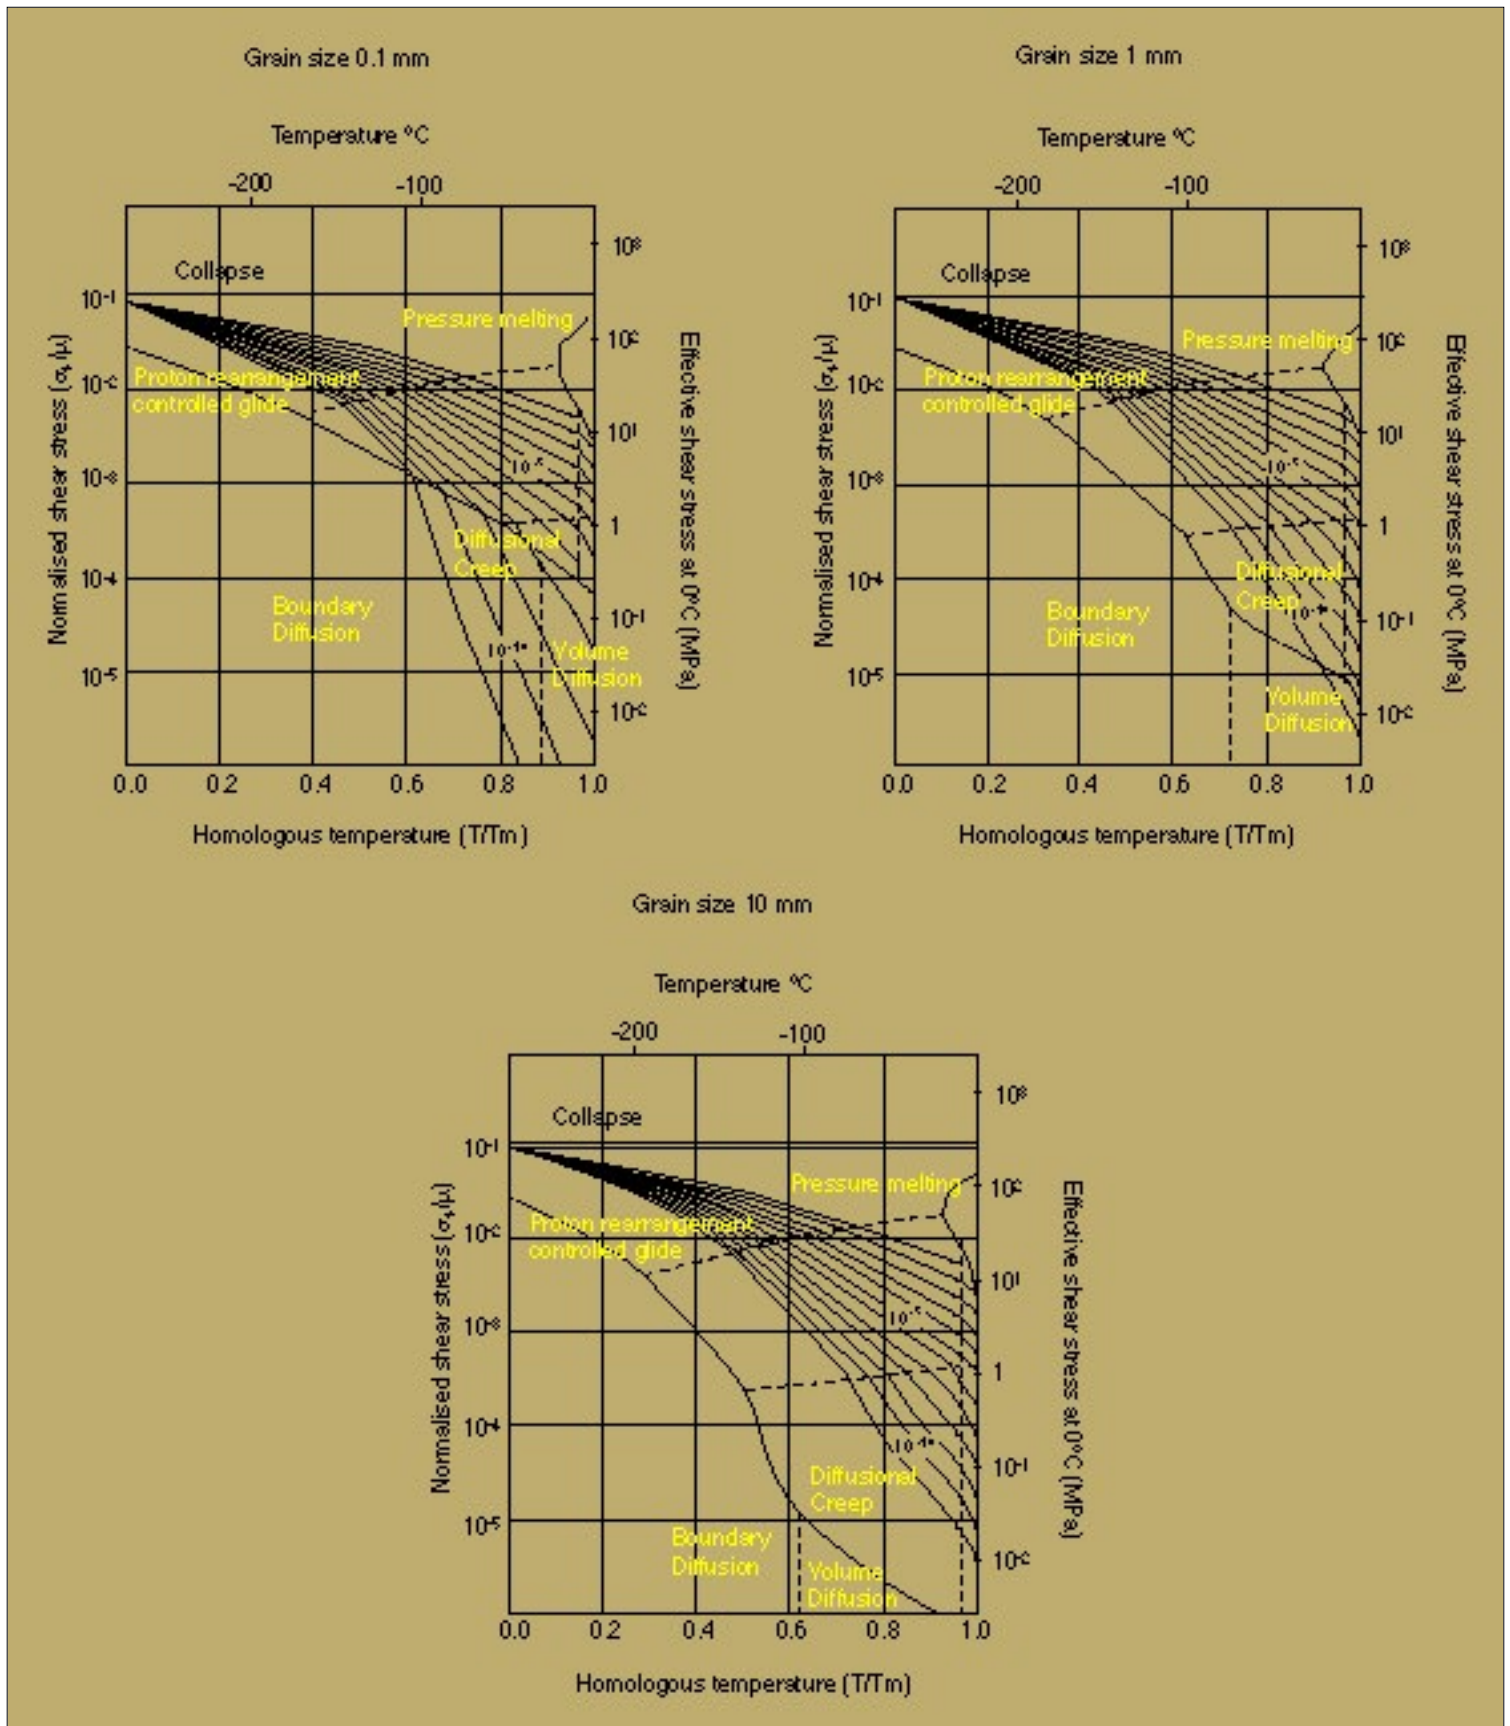 Grain size 0.1 mm
Temperature ºC
-200 -100
Collapse
Pressure melting
Proton rearrangement
controlled glide
Diffusional
Creep
Boundary
Diffusion
Volume
Diffusion
10-1
10-2
10-3
10-4
10-5
Normalised shear stress (σs/μ)
10³
10²
10¹
1
10-1
10-2
Effective shear stress at 0ºC (MPa)
0.0 0.2 0.4 0.6 0.8 1.0
Homologous temperature (T/Tm)
Grain size 1 mm
Temperature ºC
-200 -100
Collapse
Pressure melting
Proton rearrangement
controlled glide
Diffusional
Creep
Boundary
Diffusion
Volume
Diffusion
10-1
10-2
10-3
10-4
10-5
Normalised shear stress (σs/μ)
10³
10²
10¹
1
10-1
10-2
Effective shear stress at 0ºC (MPa)
0.0 0.2 0.4 0.6 0.8 1.0
Homologous temperature (T/Tm)
Grain size 10 mm
Temperature ºC
-200 -100
Collapse
Pressure melting
Proton rearrangement
controlled glide
Diffusional
Creep
Boundary
Diffusion
Volume
Diffusion
10-1
10-2
10-3
10-4
10-5
Normalised shear stress (σs/μ)
10³
10²
10¹
1
10-1
10-2
Effective shear stress at 0ºC (MPa)
0.0 0.2 0.4 0.6 0.8 1.0
Homologous temperature (T/Tm)